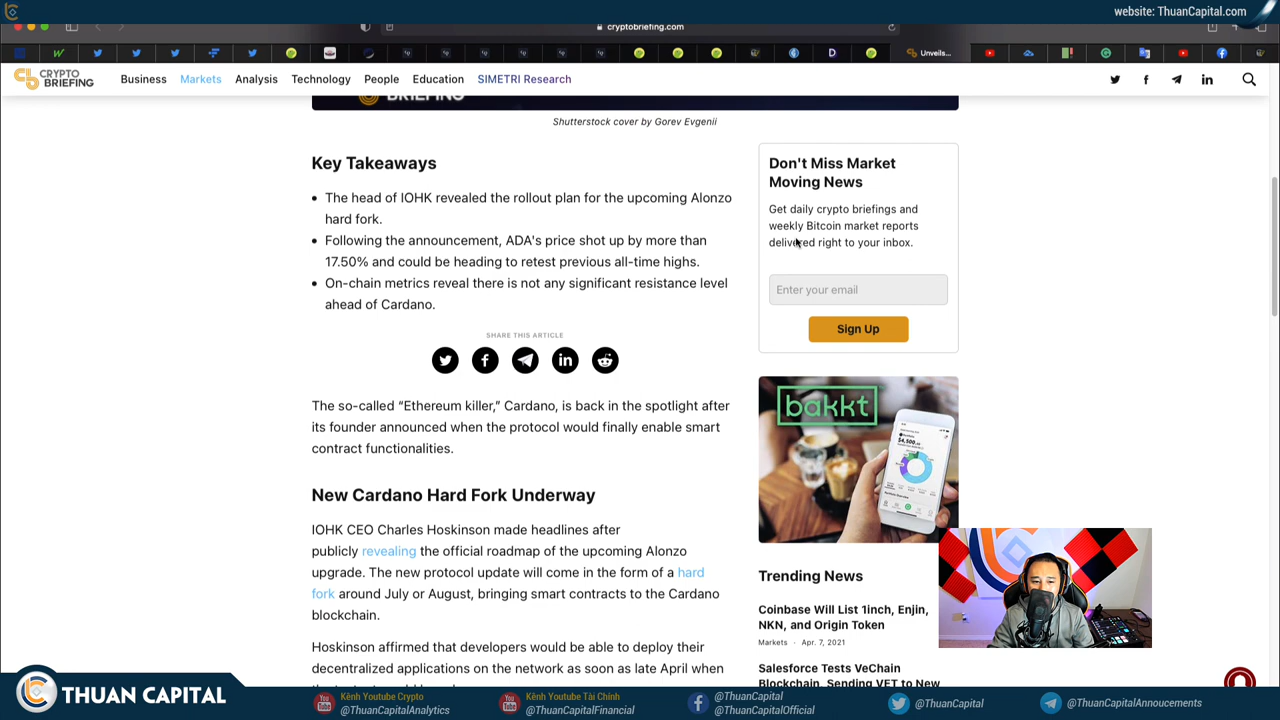 website: ThuanCapital.com
cryptobriefing.com
Unveils...
CRYPTO
BRIEFING
Business
Markets
Analysis
Technology
People
Education
SIMETRI Research
BRIEFING
Shutterstock cover by Gorev Evgenii
Key Takeaways
• The head of IOHK revealed the rollout plan for the upcoming Alonzo
hard fork.
• Following the announcement, ADA's price shot up by more than
17.50% and could be heading to retest previous all-time highs.
• On-chain metrics reveal there is not any significant resistance level
ahead of Cardano.
SHARE THIS ARTICLE
The so-called “Ethereum killer,” Cardano, is back in the spotlight after
its founder announced when the protocol would finally enable smart
contract functionalities.
New Cardano Hard Fork Underway
IOHK CEO Charles Hoskinson made headlines after
publicly revealing the official roadmap of the upcoming Alonzo
upgrade. The new protocol update will come in the form of a hard
fork around July or August, bringing smart contracts to the Cardano
blockchain.
Hoskinson affirmed that developers would be able to deploy their
decentralized applications on the network as soon as late April when
Don't Miss Market
Moving News
Get daily crypto briefings and
weekly Bitcoin market reports
delivered right to your inbox.
Enter your email
Sign Up
bakkt
$4,500
Trending News
Coinbase Will List 1inch, Enjin,
NKN, and Origin Token
Markets · Apr. 7, 2021
Salesforce Tests VeChain
Blockchain, Sending VET to New
THUAN CAPITAL
Kênh Youtube Crypto
@ThuanCapitalAnalytics
Kênh Youtube Tài Chính
@ThuanCapitalFinancial
@ThuanCapital
@ThuanCapitalOfficial
@ThuanCapital
@ThuanCapitalAnnoucements